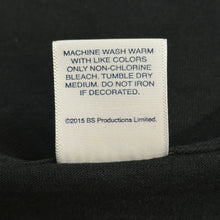 MACHINE WASH WARM
WITH LIKE COLORS
ONLY NON-CHLORINE
BLEACH. TUMBLE DRY
MEDIUM. DO NOT IRON
IF DECORATED.
©2015 BS Productions Limited.